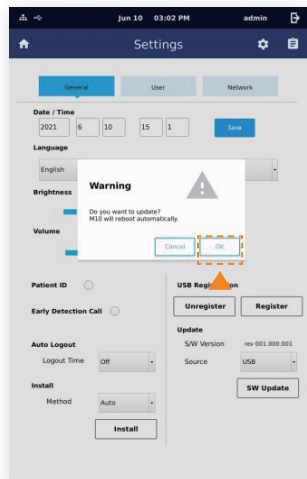 Jun 10 03:02 PM admin
Settings
General User Network
Date / Time
2021 6 10 15 1 Save
Language
English
Warning
Brightness
Do you want to update?
M10 will reboot automatically.
Volume
Cancel OK
Patient ID
USB Registration
Unregister Register
Early Detection Call
Update
Auto Logout
S/W Version rev 001.000.001
Logout Time Off
Source USB
Install
SW Update
Method Auto
Install